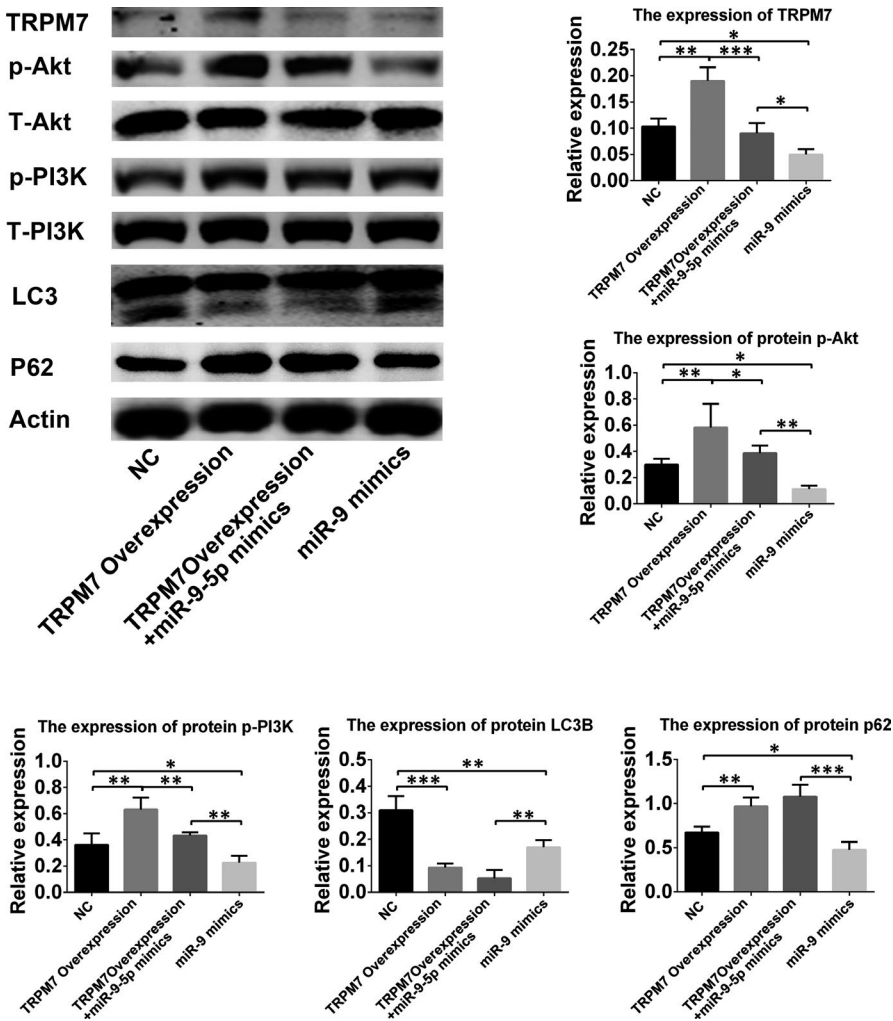 TRPM7
p-Akt
T-Akt
p-PI3K
T-PI3K
LC3
P62
Actin
NC
TRPM7 Overexpression
TRPM7Overexpression
+miR-9-5p mimics
miR-9 mimics
The expression of TRPM7
Relative expression
0.25
0.20
0.15
0.10
0.05
0.00
*
** ***
*
NC
TRPM7 Overexpression
TRPM7Overexpression
+miR-9-5p mimics
miR-9 mimics
The expression of protein p-Akt
Relative expression
1.0
0.8
0.6
0.4
0.2
0.0
*
** *
**
NC
TRPM7 Overexpression
TRPM7Overexpression
+miR-9-5p mimics
miR-9 mimics
The expression of protein p-PI3K
Relative expression
1.0
0.8
0.6
0.4
0.2
0.0
*
** **
**
NC
TRPM7 Overexpression
TRPM7Overexpression
+miR-9-5p mimics
miR-9 mimics
The expression of protein LC3B
Relative expression
0.5
0.4
0.3
0.2
0.1
0.0
**
***
**
NC
TRPM7 Overexpression
TRPM7Overexpression
+miR-9-5p mimics
miR-9 mimics
The expression of protein p62
Relative expression
1.5
1.0
0.5
0.0
*
** ***
NC
TRPM7 Overexpression
TRPM7Overexpression
+miR-9-5p mimics
miR-9 mimics